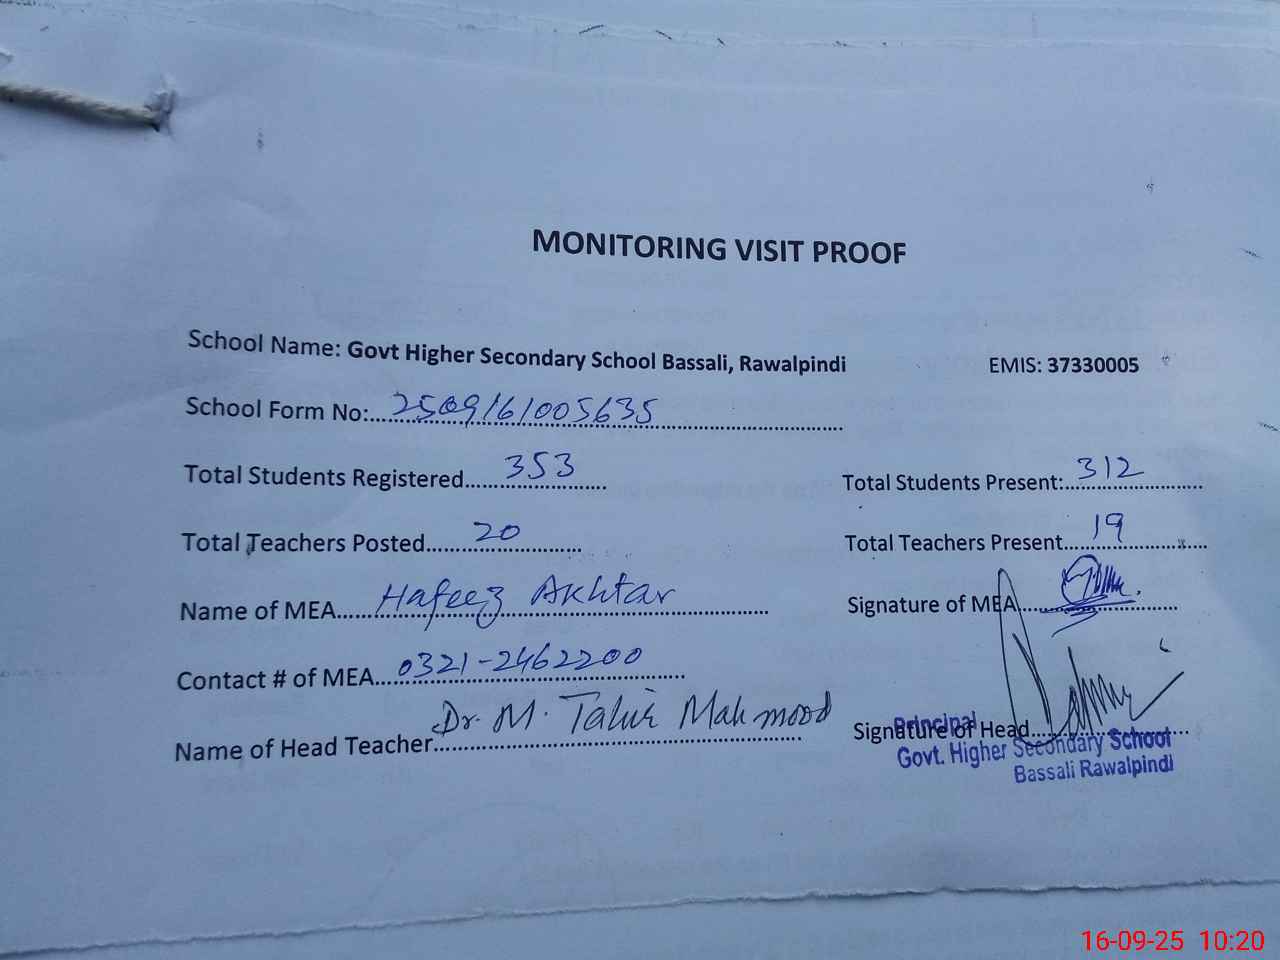 MONITORING VISIT PROOF
School Name: Govt Higher Secondary School Bassali, Rawalpindi EMIS: 37330005
School Form No:....2509161005635....
Total Students Registered....353.... Total Students Present:....312....
Total Teachers Posted....20.... Total Teachers Present....19....
Name of MEA....Hafeez Akhtar.... Signature of MEA....
Contact # of MEA....0321-2462200....
Name of Head Teacher....Dr. M. Tahir Mahmood.... Signature of Head....
Principal
Govt. Higher Secondary School
Bassali Rawalpindi
16-09-25 10:20